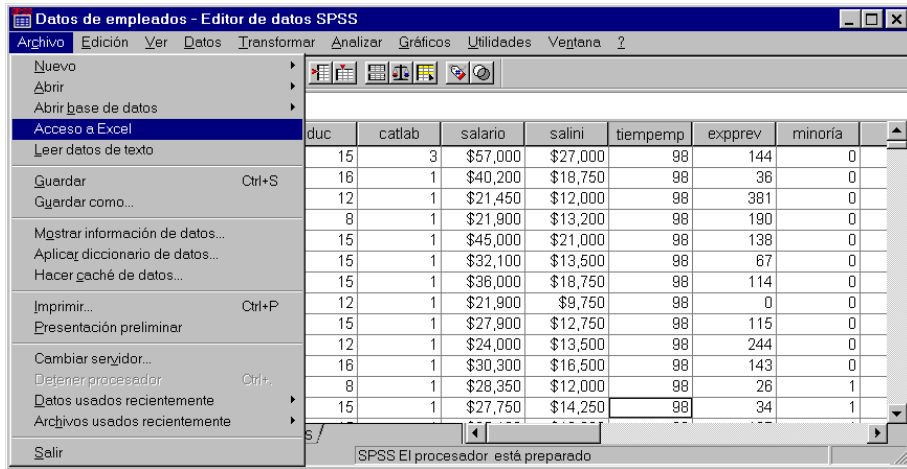 Datos de empleados - Editor de datos SPSS
Archivo Edición Ver Datos Transformar Analizar Gráficos Utilidades Ventana ?
Nuevo
Abrir
Abrir base de datos
Acceso a Excel
Leer datos de texto
Guardar Ctrl+S
Guardar como...
Mostrar información de datos...
Aplicar diccionario de datos...
Hacer caché de datos...
Imprimir... Ctrl+P
Presentación preliminar
Cambiar servidor...
Detener procesador Ctrl+.
Datos usados recientemente
Archivos usados recientemente
Salir
duc catlab salario salini tiempemp expprev minoría
15 3 $57,000 $27,000 98 144 0
16 1 $40,200 $18,750 98 36 0
12 1 $21,450 $12,000 98 381 0
8 1 $21,900 $13,200 98 190 0
15 1 $45,000 $21,000 98 138 0
15 1 $32,100 $13,500 98 67 0
15 1 $36,000 $18,750 98 114 0
12 1 $21,900 $9,750 98 0 0
15 1 $27,900 $12,750 98 115 0
12 1 $24,000 $13,500 98 244 0
16 1 $30,300 $16,500 98 143 0
8 1 $28,350 $12,000 98 26 1
15 1 $27,750 $14,250 98 34 1
SPSS El procesador está preparado